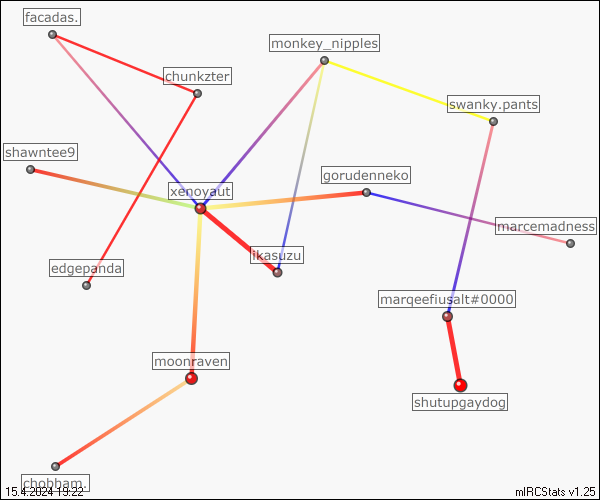 facadas.
monkey_nipples
chunkzter
swanky.pants
shawntee9
gorudenneko
xenoyaut
marcemadness
ikasuzu
edgepanda
marqeefiusalt#0000
moonraven
shutupgaydog
chobham.
15.4.2024 19:22
mIRCStats v1.25